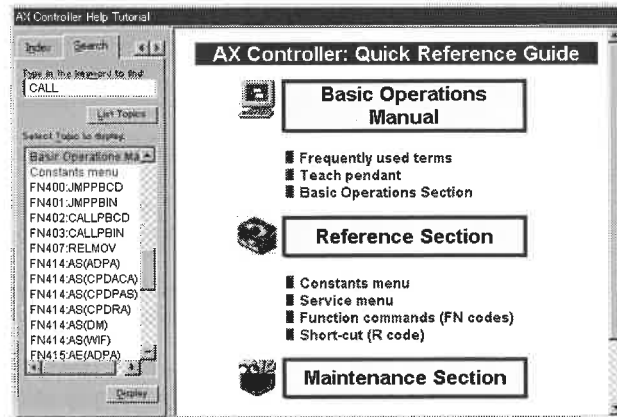 AX Controller Help Tutorial
Index
Search
Type in the keyword to find
CALL
List Topics
Select Topic to display:
Basic Operations Ma
Constants menu
FN400:JMPPBCD
FN401:JMPPBIN
FN402:CALLPBCD
FN403:CALLPBIN
FN407:RELMOV
FN414:AS(ADPA)
FN414:AS(CPDACA)
FN414:AS(CPDPAS)
FN414:AS(CPDRA)
FN414:AS(DM)
FN414:AS(WIF)
FN415:AE(ADPA)
Display
AX Controller: Quick Reference Guide
Basic Operations
Manual
Frequently used terms
Teach pendant
Basic Operations Section
Reference Section
Constants menu
Service menu
Function commands (FN codes)
Short-cut (R code)
Maintenance Section